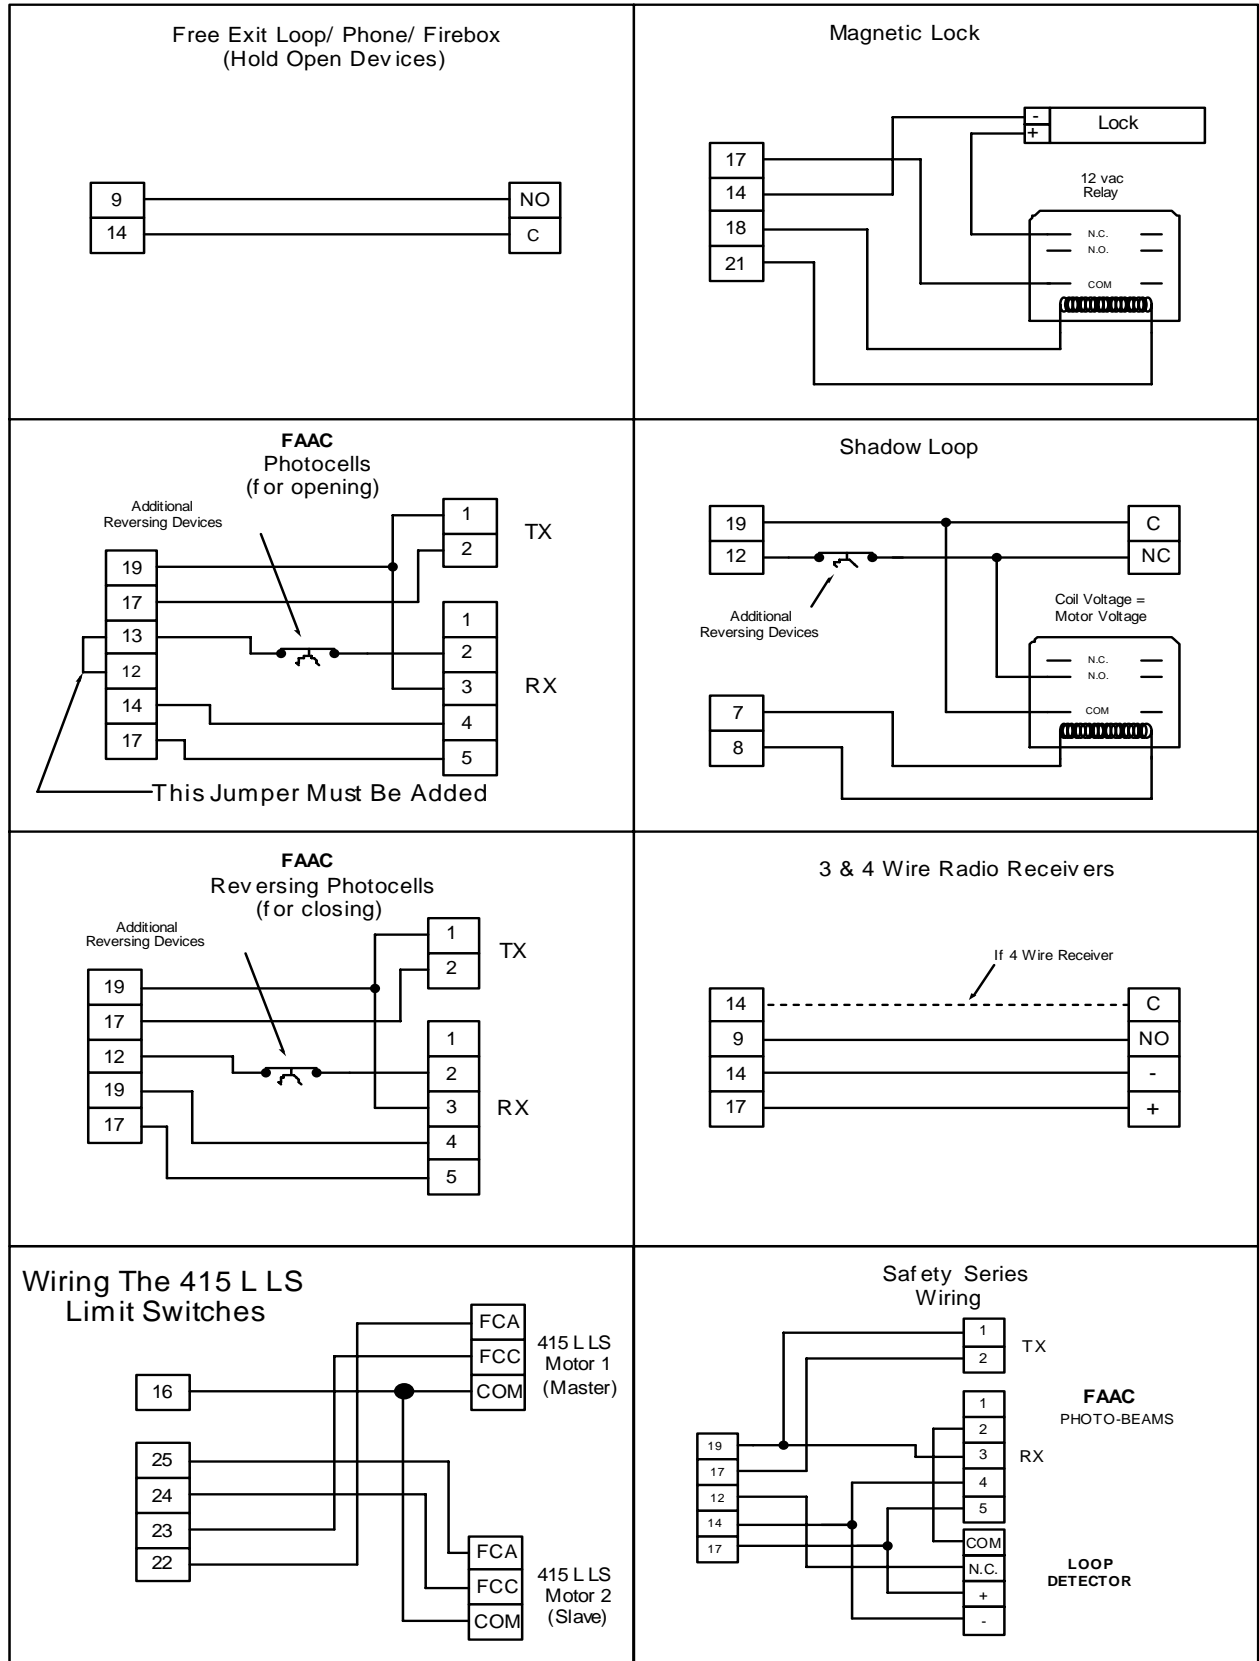 Free Exit Loop/ Phone/ Firebox
(Hold Open Devices)
9
14
NO
C
Magnetic Lock
-
+
Lock
17
14
18
21
12 vac
Relay
N.C.
N.O.
COM
FAAC
Photocells
(for opening)
Additional
Reversing Devices
19
17
13
12
14
17
1
2
TX
1
2
3
4
5
RX
This Jumper Must Be Added
Shadow Loop
19
12
C
NC
Additional
Reversing Devices
Coil Voltage =
Motor Voltage
N.C.
N.O.
COM
7
8
FAAC
Reversing Photocells
(for closing)
Additional
Reversing Devices
19
17
12
19
17
1
2
TX
1
2
3
4
5
RX
3 & 4 Wire Radio Receivers
If 4 Wire Receiver
14
9
14
17
C
NO
-
+
Wiring The 415 L LS
Limit Switches
16
25
24
23
22
FCA
FCC
COM
415 L LS
Motor 1
(Master)
FCA
FCC
COM
415 L LS
Motor 2
(Slave)
Safety Series
Wiring
1
2
TX
1
2
3
4
5
RX
FAAC
PHOTO-BEAMS
19
17
12
14
17
COM
N.C.
+
-
LOOP
DETECTOR